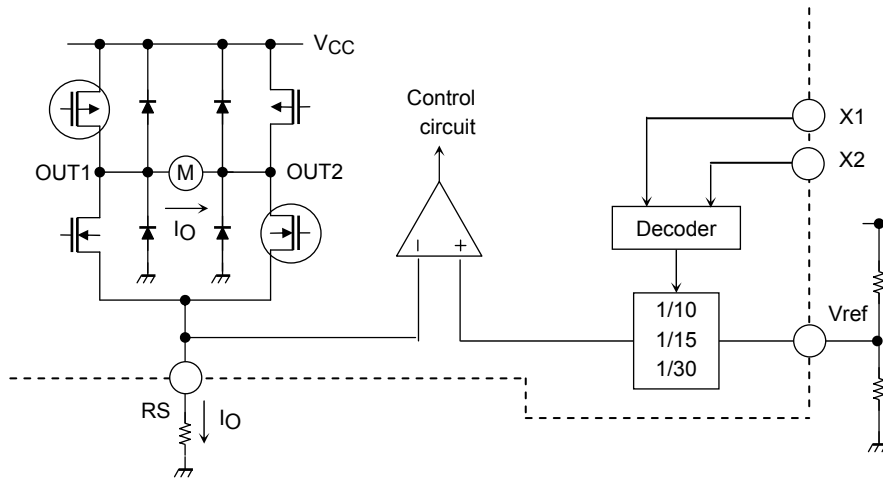 VCC
Control
circuit
X1
X2
OUT1
M
OUT2
IO
Decoder
1/10
1/15
1/30
Vref
RS
IO